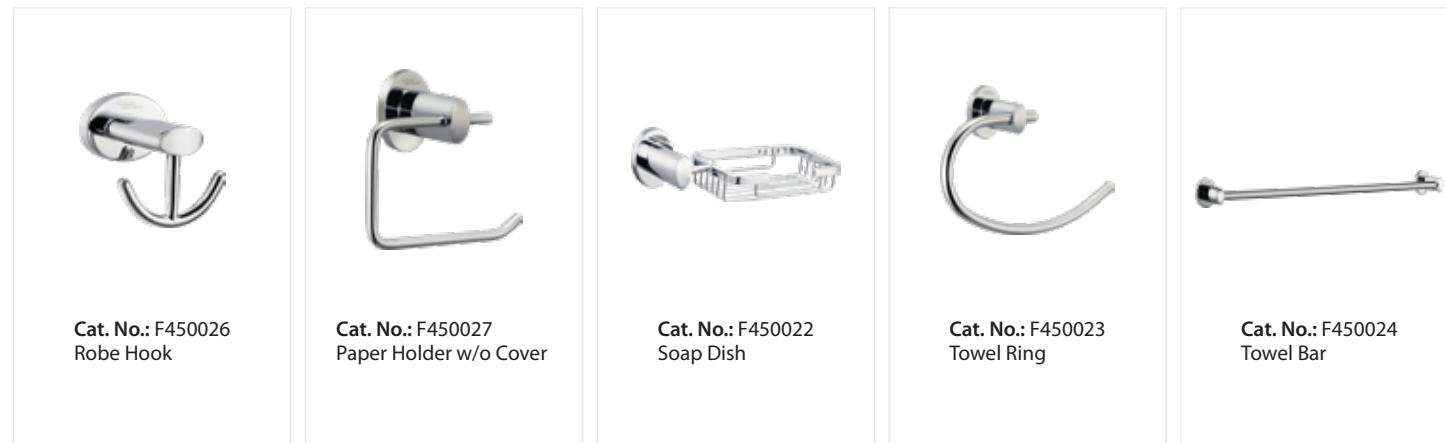 Cat. No.: F450026
Robe Hook
Cat. No.: F450027
Paper Holder w/o Cover
Cat. No.: F450022
Soap Dish
Cat. No.: F450023
Towel Ring
Cat. No.: F450024
Towel Bar